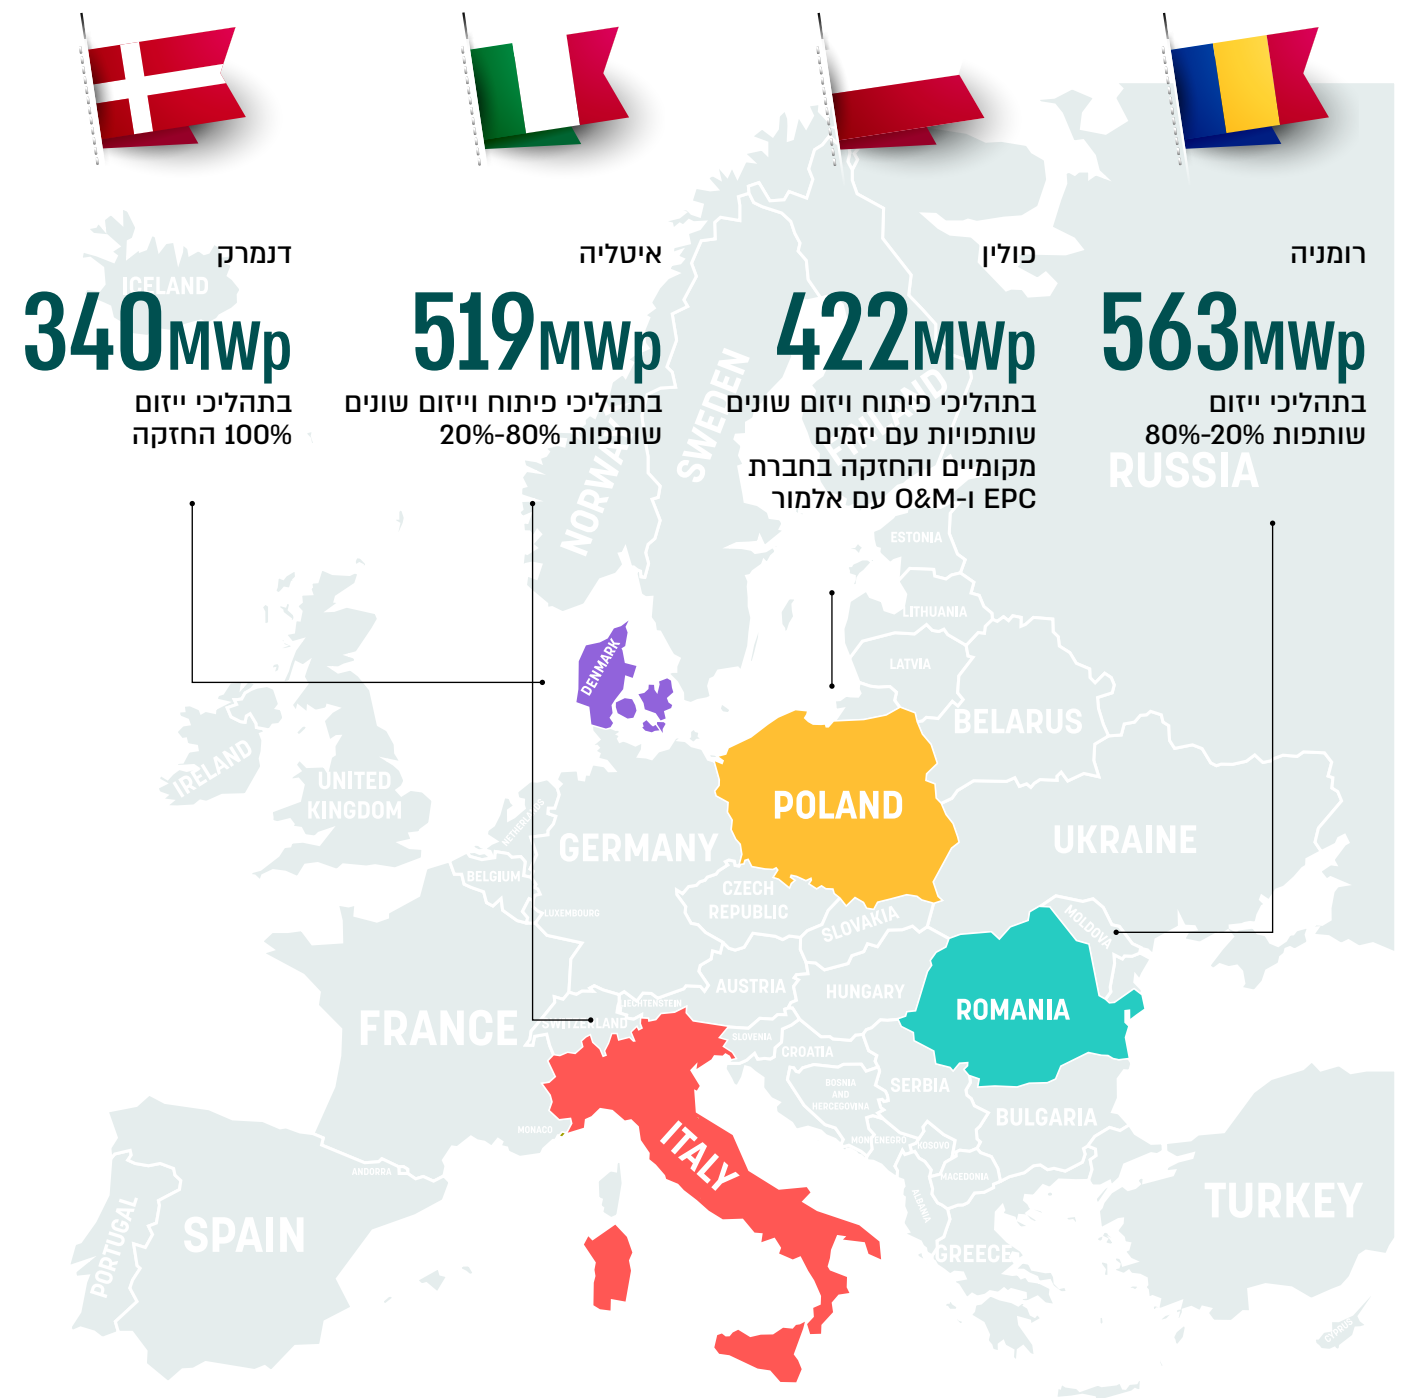 רומניה
563MWp
בתהליכי ייזום
שותפות 80%-20%
פולין
422MWp
בתהליכי פיתוח ויזום שונים
שותפויות עם יזמים
מקומיים והחזקה בחברת
EPC ו-O&M עם אלמור
איטליה
519MWp
בתהליכי פיתוח וייזום שונים
שותפות 20%-80%
דנמרק
340MWp
בתהליכי ייזום
100% החזקה
ICELAND
NORWAY
SWEDEN
FINLAND
RUSSIA
ESTONIA
LITHUANIA
LATVIA
DENMARK
BELARUS
IRELAND
UNITED
KINGDOM
NETHERLANDS
GERMANY
POLAND
UKRAINE
BELGIUM
LUXEMBOURG
CZECH
REPUBLIC
SLOVAKIA
MOLDOVA
FRANCE
LIECHTENSTEIN
SWITZERLAND
AUSTRIA
HUNGARY
ROMANIA
SLOVENIA
CROATIA
BOSNIA
AND
HERCEGOVINA
SERBIA
BULGARIA
MONACO
ITALY
MONTENEGRO
KOSOVO
MACEDONIA
ALBANIA
ANDORRA
PORTUGAL
SPAIN
GREECE
TURKEY
CYPRUS